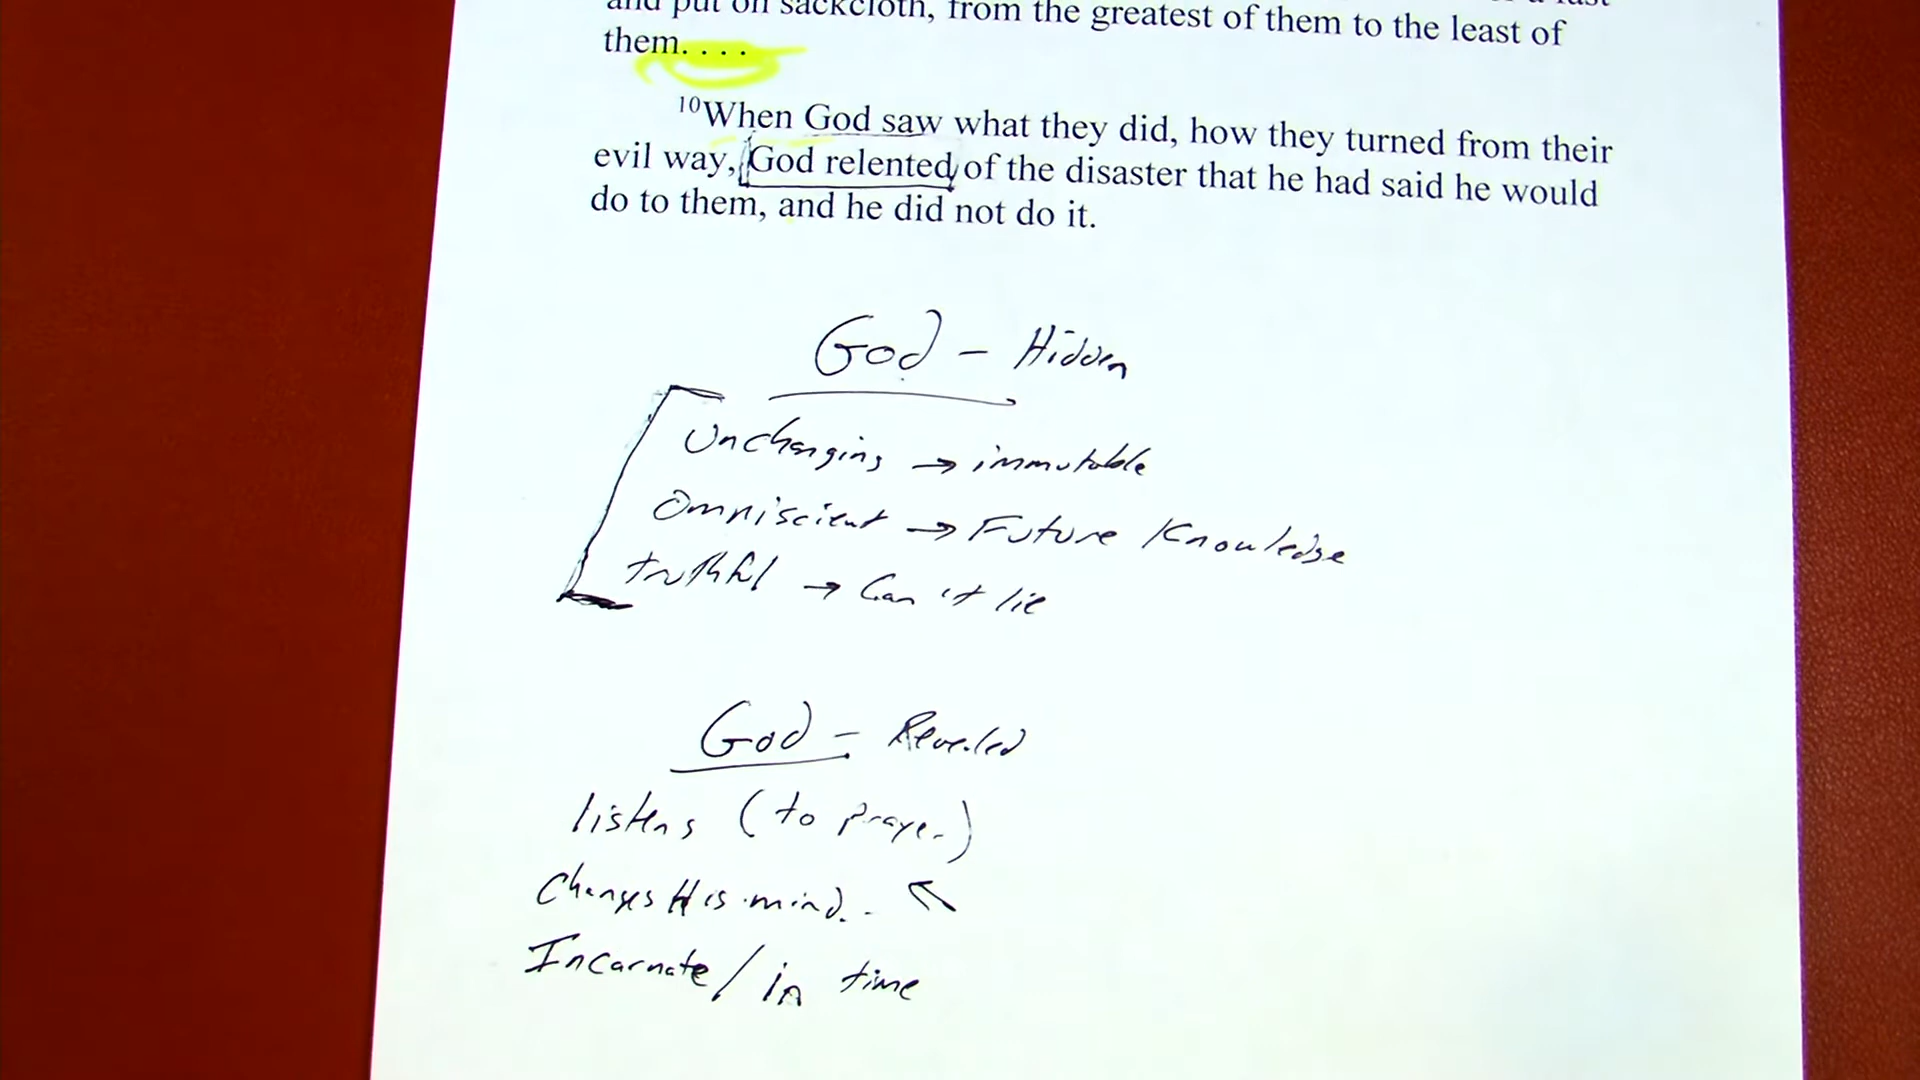 and put on sackcloth, from the greatest of them to the least of
them. . . .
10When God saw what they did, how they turned from their
evil way, God relented of the disaster that he had said he would
do to them, and he did not do it.
God – Hidden
Unchanging → immutable
Omniscient → Future Knowledge
truthful → Can't lie
God – Revealed
listens (to prayer)
Changes His mind.
Incarnate / in time